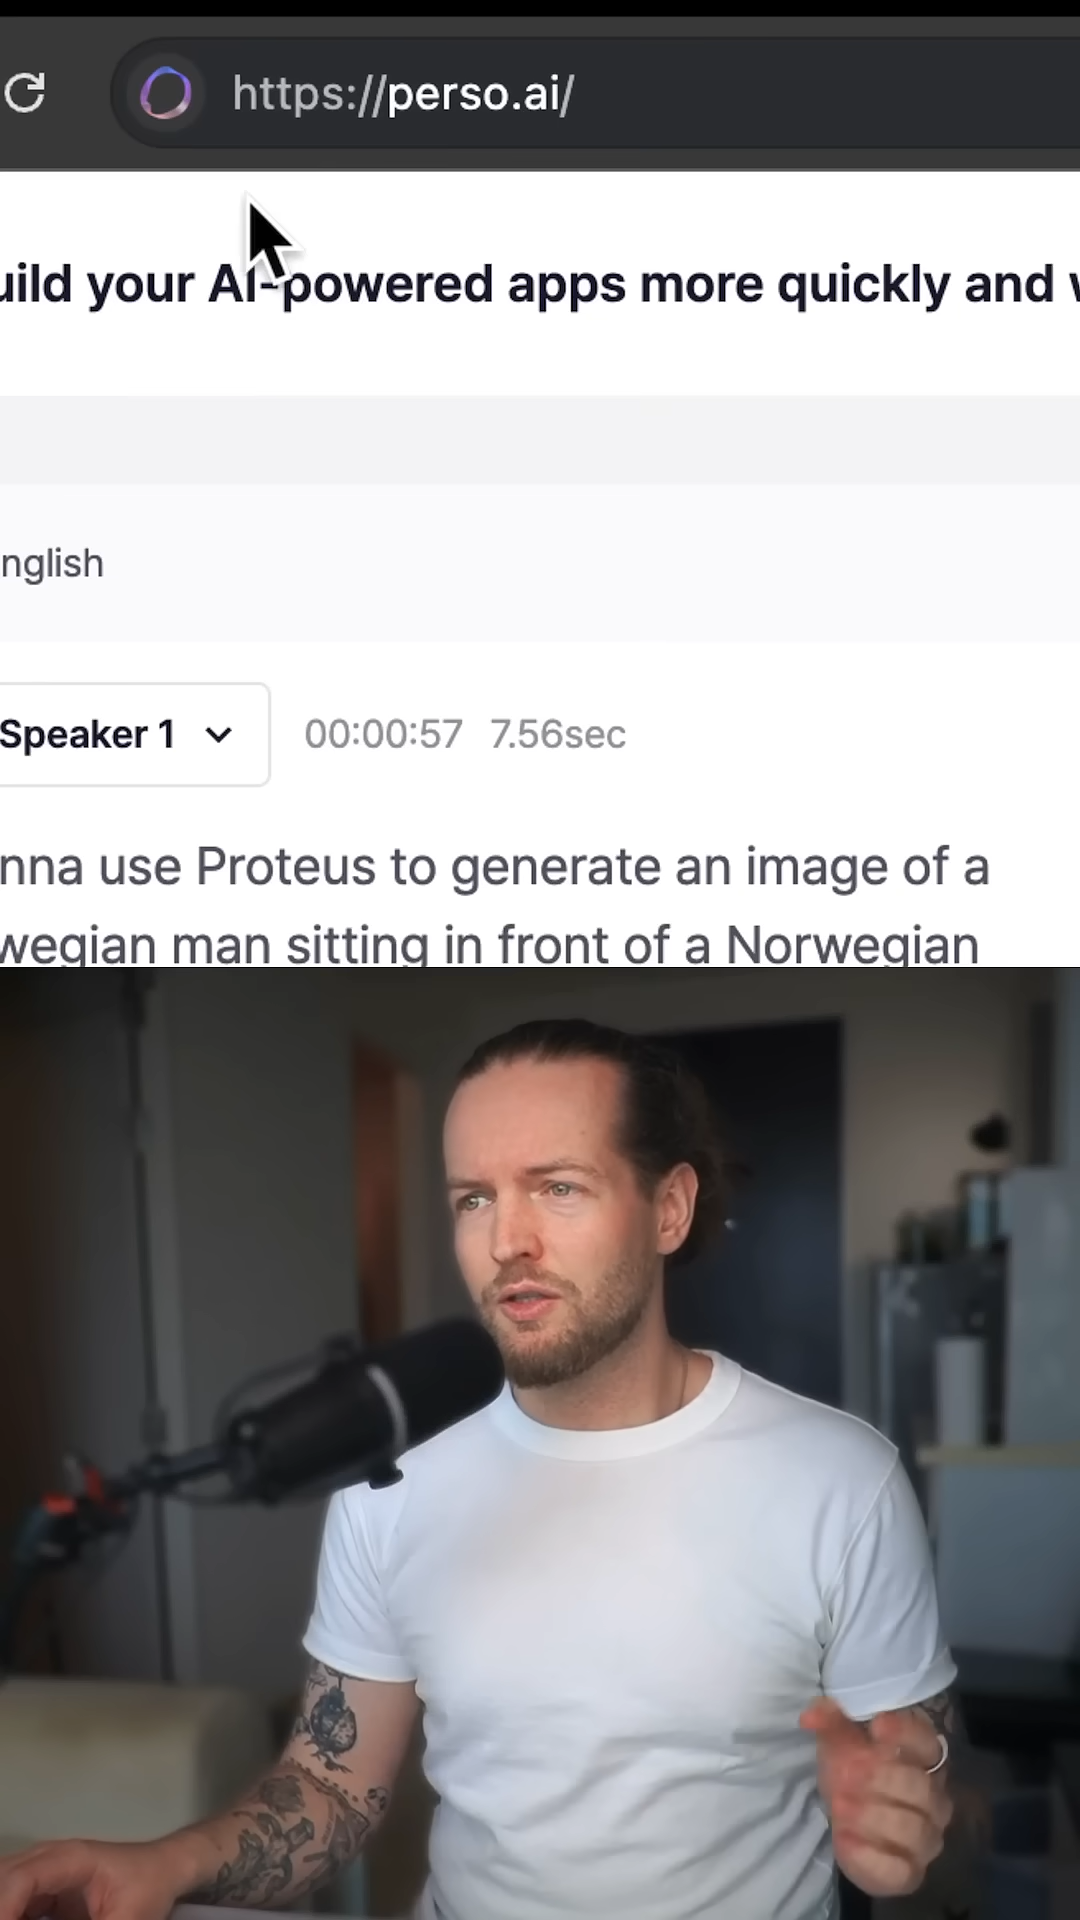 https://perso.ai/
uild your AI-powered apps more quickly and
nglish
Speaker 1 00:00:57 7.56sec
nna use Proteus to generate an image of a
wegian man sitting in front of a Norwegian